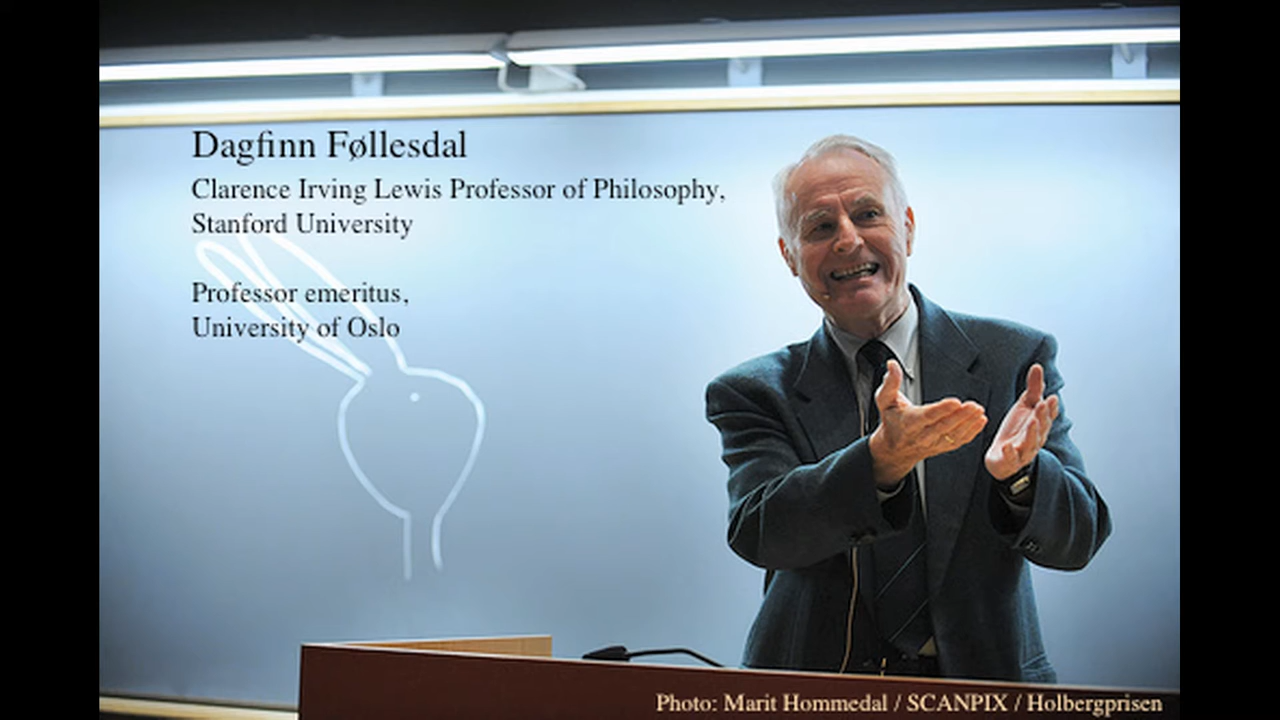 Dagfinn Føllesdal
Clarence Irving Lewis Professor of Philosophy,
Stanford University
Professor emeritus,
University of Oslo
Photo: Marit Hommedal / SCANPIX / Holbergprisen